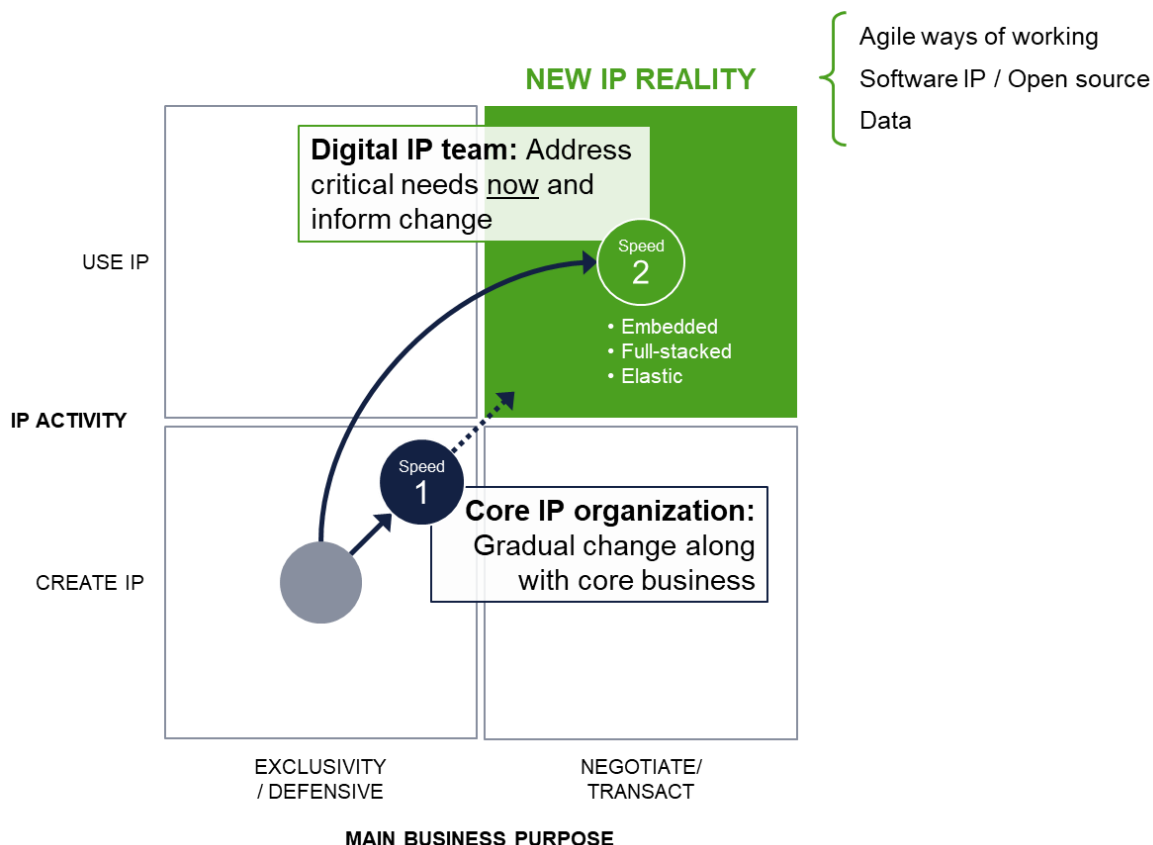 Agile ways of working
NEW IP REALITY
Software IP / Open source
Data
Digital IP team: Address
critical needs now and
inform change
Speed
2
USE IP
• Embedded
• Full-stacked
• Elastic
IP ACTIVITY
Speed
1
Core IP organization:
Gradual change along
with core business
CREATE IP
EXCLUSIVITY
/ DEFENSIVE
NEGOTIATE/
TRANSACT
MAIN BUSINESS PURPOSE